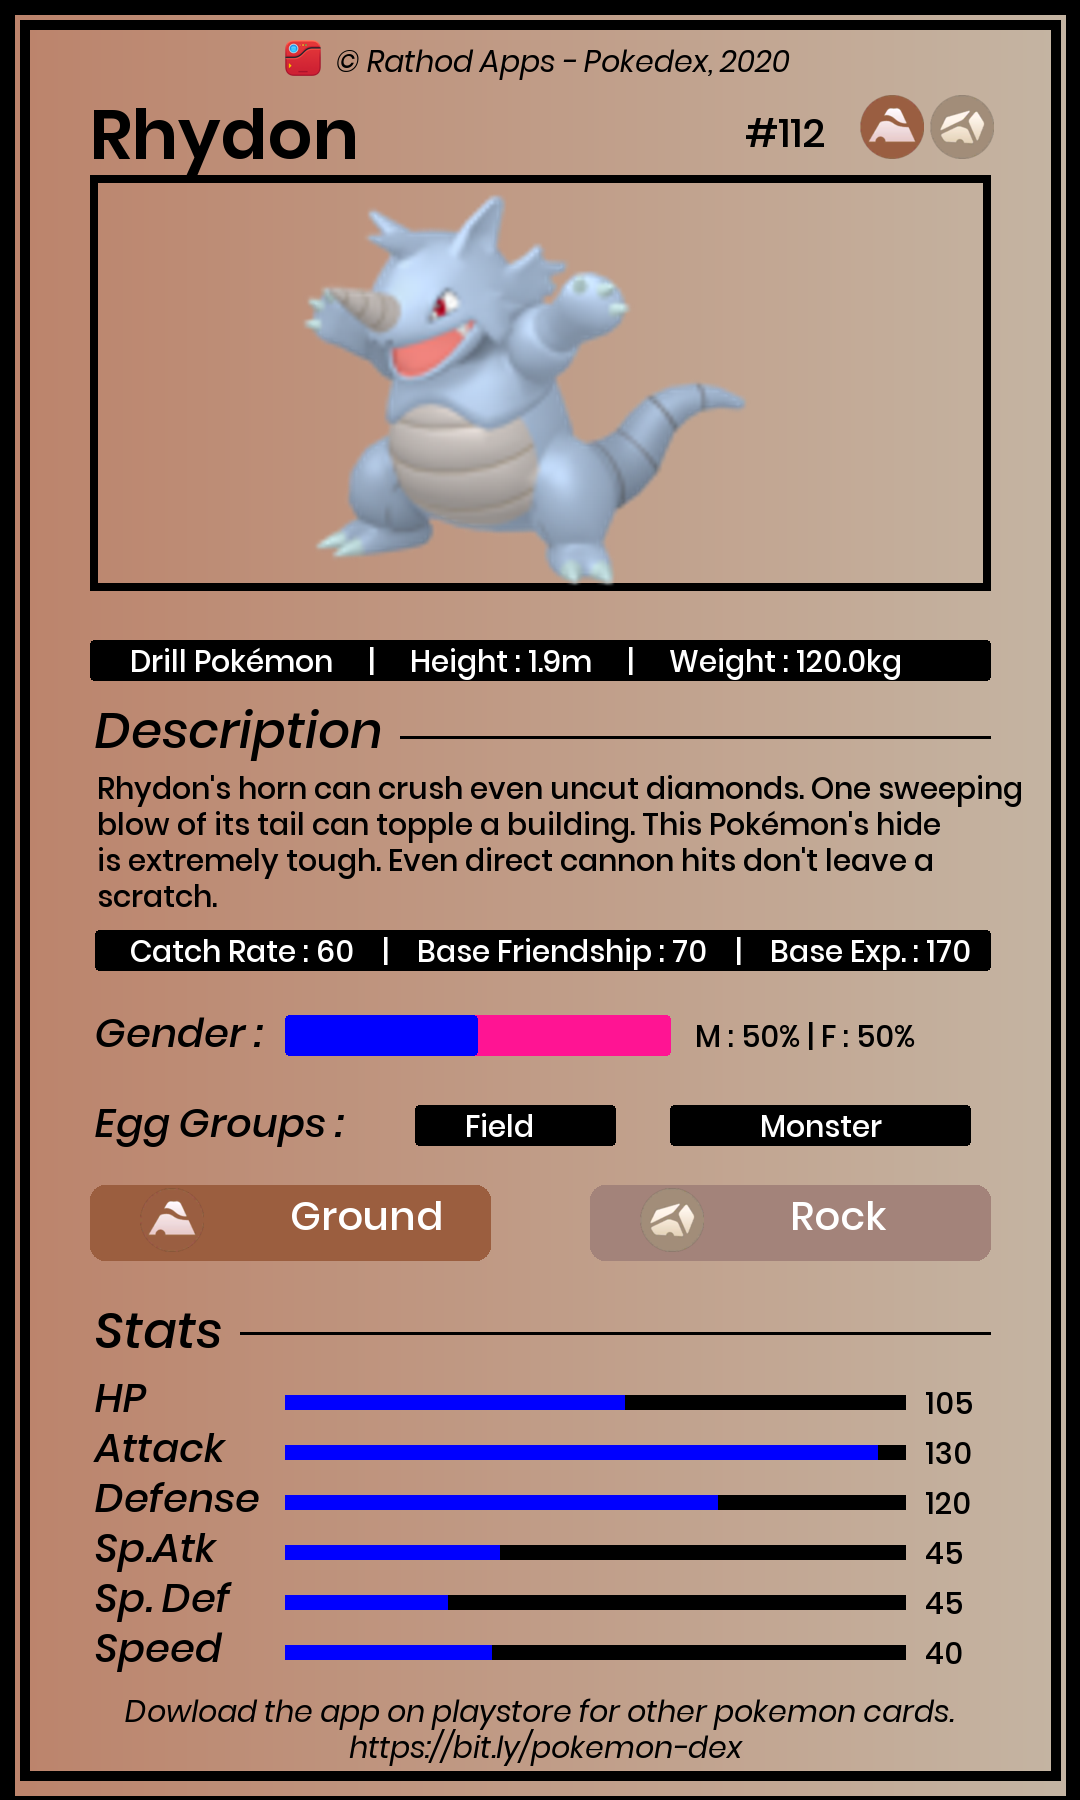 © Rathod Apps - Pokedex, 2020
Rhydon #112
Drill Pokémon | Height : 1.9m | Weight : 120.0kg
Description
Rhydon's horn can crush even uncut diamonds. One sweeping
blow of its tail can topple a building. This Pokémon's hide
is extremely tough. Even direct cannon hits don't leave a
scratch.
Catch Rate : 60 | Base Friendship : 70 | Base Exp. : 170
Gender : M : 50% | F : 50%
Egg Groups : Field Monster
Ground Rock
Stats
HP 105
Attack 130
Defense 120
Sp.Atk 45
Sp. Def 45
Speed 40
Dowload the app on playstore for other pokemon cards.
https://bit.ly/pokemon-dex